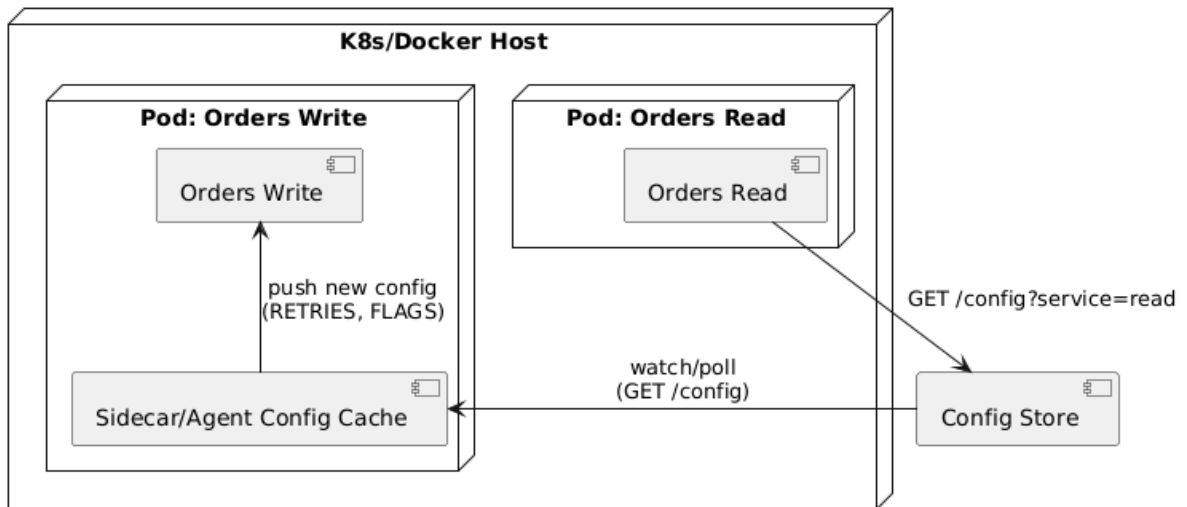 K8s/Docker Host
Pod: Orders Write
Pod: Orders Read
Orders Write
Orders Read
push new config
(RETRIES, FLAGS)
GET /config?service=read
watch/poll
(GET /config)
Sidecar/Agent Config Cache
Config Store